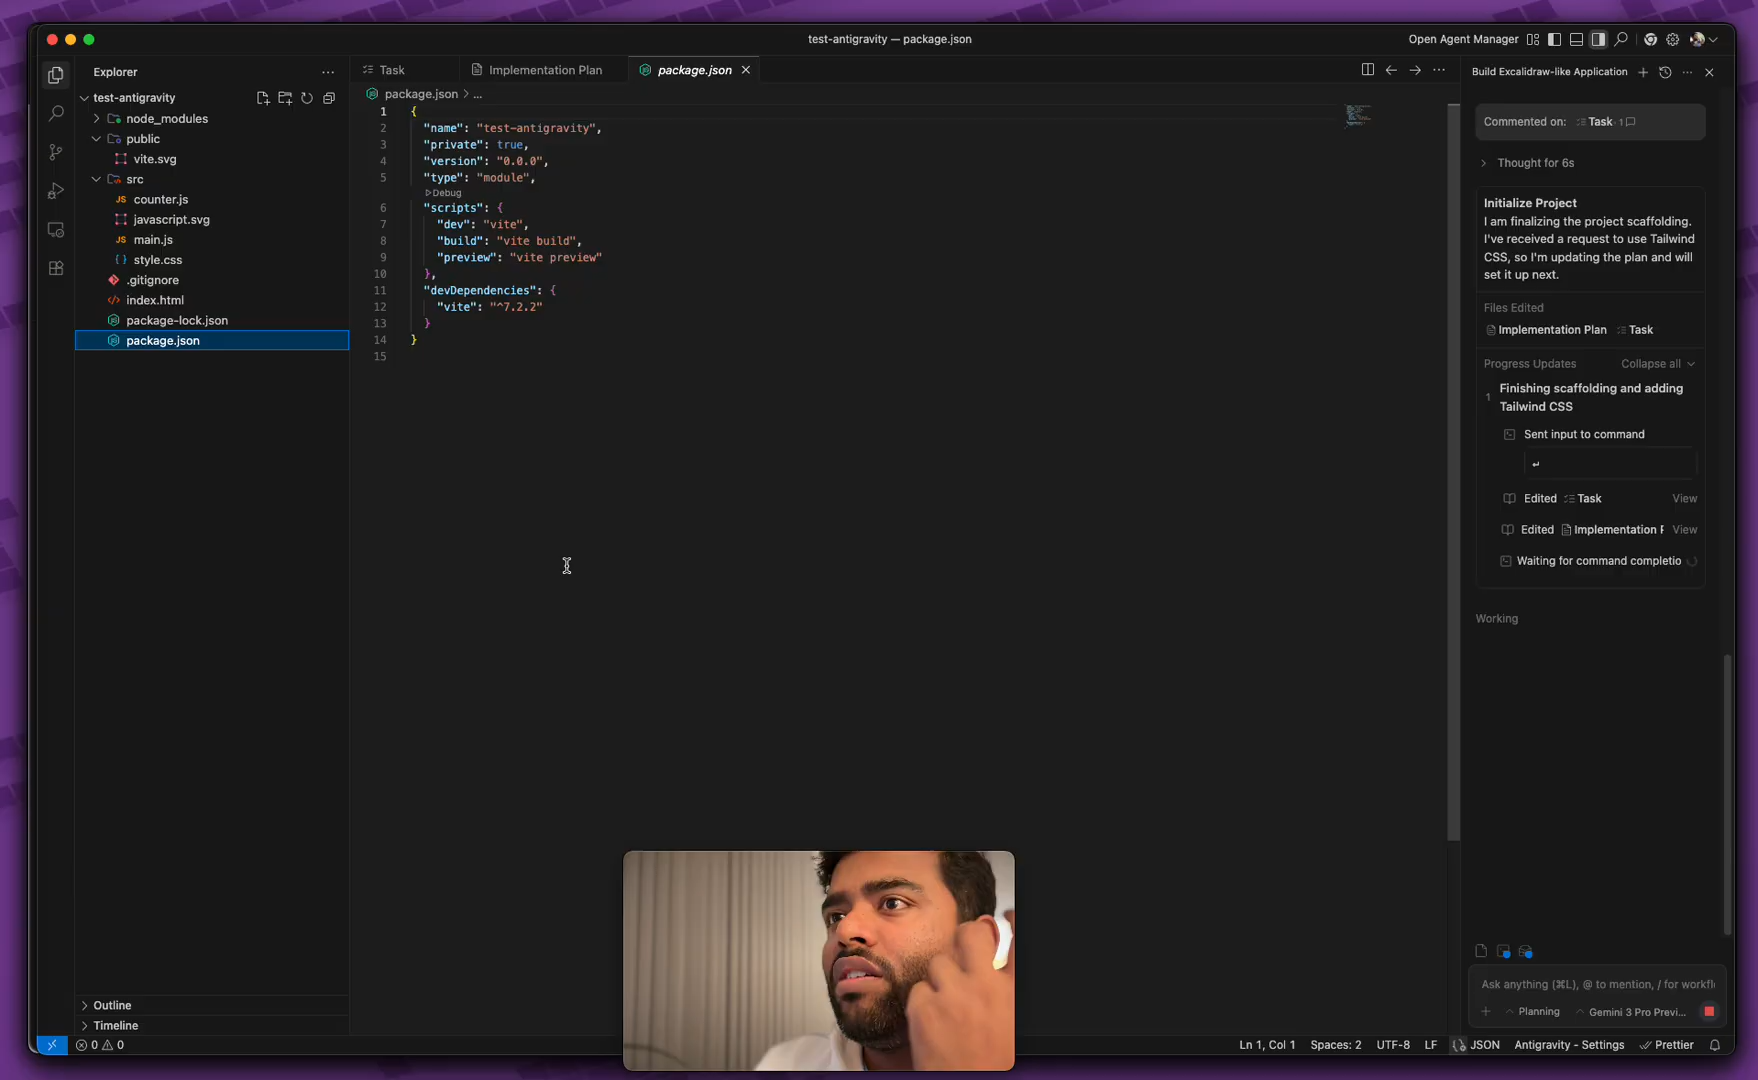 test-antigravity — package.json
Open Agent Manager
Explorer
Task
Implementation Plan
package.json
Build Excalidraw-like Application
test-antigravity
node_modules
public
vite.svg
src
JS counter.js
javascript.svg
JS main.js
{ } style.css
.gitignore
</> index.html
package-lock.json
package.json
package.json > ...
1 {
2 "name": "test-antigravity",
3 "private": true,
4 "version": "0.0.0",
5 "type": "module",
Debug
6 "scripts": {
7 "dev": "vite",
8 "build": "vite build",
9 "preview": "vite preview"
10 },
11 "devDependencies": {
12 "vite": "^7.2.2"
13 }
14 }
15
Commented on: Task 1
Thought for 6s
Initialize Project
I am finalizing the project scaffolding.
I've received a request to use Tailwind
CSS, so I'm updating the plan and will
set it up next.
Files Edited
Implementation Plan Task
Progress Updates Collapse all
1 Finishing scaffolding and adding
Tailwind CSS
Sent input to command
↵
Edited Task View
Edited Implementation P View
Waiting for command completio
Working
Ask anything (⌘L), @ to mention, / for workfl
Planning Gemini 3 Pro Previ...
Outline
Timeline
0 0
Ln 1, Col 1 Spaces: 2 UTF-8 LF JSON Antigravity - Settings Prettier